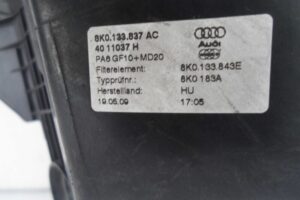 8K0.133.837 AC
40 11037 H
Audi
PA6 GF10+MD20
Filterelement: 8K0.133.843E
Typprüfnr.: 8K0 183A
Herstelland: HU
19.05.09 17:05